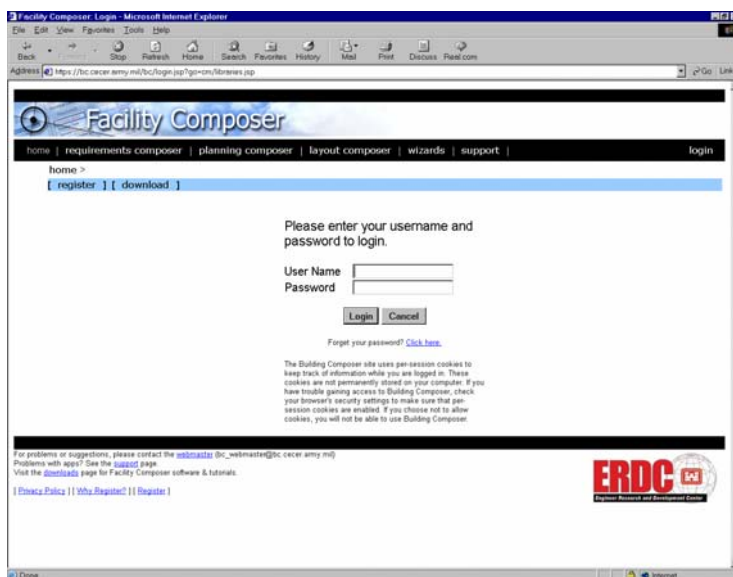 Facility Composer: Login - Microsoft Internet Explorer
File Edit View Favorites Tools Help
Back Stop Refresh Home Search Favorites History Mail Print Discuss Real.com
Address https://bc.cecer.army.mil/bc/login.jsp?go=cm/libraries.jsp Go Link
Facility Composer
home | requirements composer | planning composer | layout composer | wizards | support | login
home >
[ register ] [ download ]
Please enter your username and
password to login.
User Name
Password
Login Cancel
Forget your password? Click here.
The Building Composer site uses per-session cookies to
keep track of information while you are logged in. These
cookies are not permanently stored on your computer. If you
have trouble gaining access to Building Composer, check
your browser's security settings to make sure that per-
session cookies are enabled. If you choose not to allow
cookies, you will not be able to use Building Composer.
For problems or suggestions, please contact the webmaster (bc_webmaster@bc.cecer.army.mil)
Problems with apps? See the support page.
Visit the downloads page for Facility Composer software & tutorials.
[ Privacy Policy ] [ Why Register? ] [ Register ]
ERDC
Engineer Research and Development Center
Done Internet